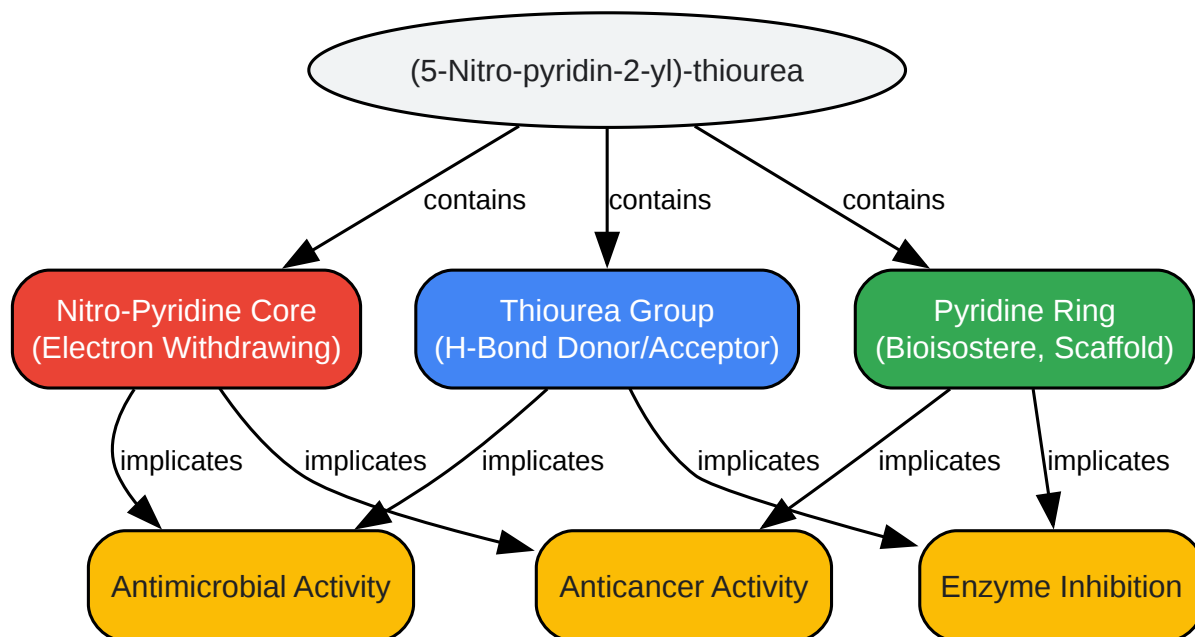 (5-Nitro-pyridin-2-yl)-thiourea
contains
contains
contains
Nitro-Pyridine Core
(Electron Withdrawing)
Thiourea Group
(H-Bond Donor/Acceptor)
Pyridine Ring
(Bioisostere, Scaffold)
implicates
implicates
implicates
implicates
implicates
implicates
Antimicrobial Activity
Anticancer Activity
Enzyme Inhibition